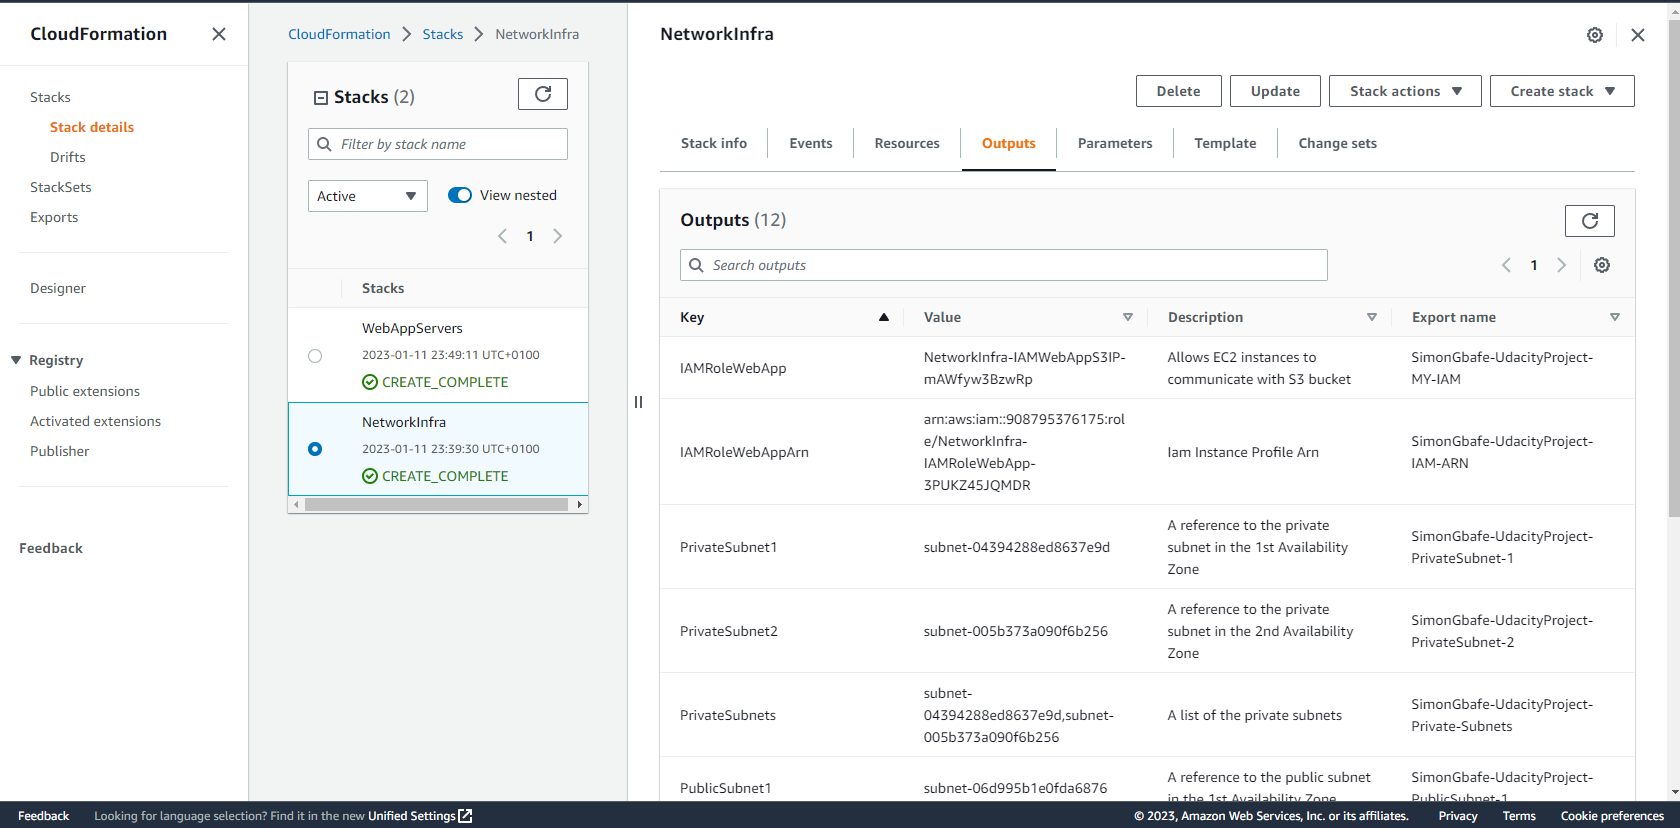 CloudFormation
Stacks
Stack details
Drifts
StackSets
Exports
Designer
Registry
Public extensions
Activated extensions
Publisher
Feedback
CloudFormation > Stacks > NetworkInfra
Stacks (2)
Filter by stack name
Active
View nested
1
Stacks
WebAppServers
2023-01-11 23:49:11 UTC+0100
CREATE_COMPLETE
NetworkInfra
2023-01-11 23:39:30 UTC+0100
CREATE_COMPLETE
NetworkInfra
Delete Update Stack actions Create stack
Stack info Events Resources Outputs Parameters Template Change sets
Outputs (12)
Search outputs
1
Key Value Description Export name
IAMRoleWebApp
NetworkInfra-IAMWebAppS3IP-
mAWfyw3BzwRp
Allows EC2 instances to
communicate with S3 bucket
SimonGbafe-UdacityProject-
MY-IAM
IAMRoleWebAppArn
arn:aws:iam::908795376175:rol
e/NetworkInfra-
IAMRoleWebApp-
3PUKZ45JQMDR
Iam Instance Profile Arn
SimonGbafe-UdacityProject-
IAM-ARN
PrivateSubnet1
subnet-04394288ed8637e9d
A reference to the private
subnet in the 1st Availability
Zone
SimonGbafe-UdacityProject-
PrivateSubnet-1
PrivateSubnet2
subnet-005b373a090f6b256
A reference to the private
subnet in the 2nd Availability
Zone
SimonGbafe-UdacityProject-
PrivateSubnet-2
PrivateSubnets
subnet-
04394288ed8637e9d,subnet-
005b373a090f6b256
A list of the private subnets
SimonGbafe-UdacityProject-
Private-Subnets
PublicSubnet1
subnet-06d995b1e0fda6876
A reference to the public subnet
in the 1st Availability Zone
SimonGbafe-UdacityProject-
PublicSubnet-1
Feedback Looking for language selection? Find it in the new Unified Settings © 2023, Amazon Web Services, Inc. or its affiliates. Privacy Terms Cookie preferences